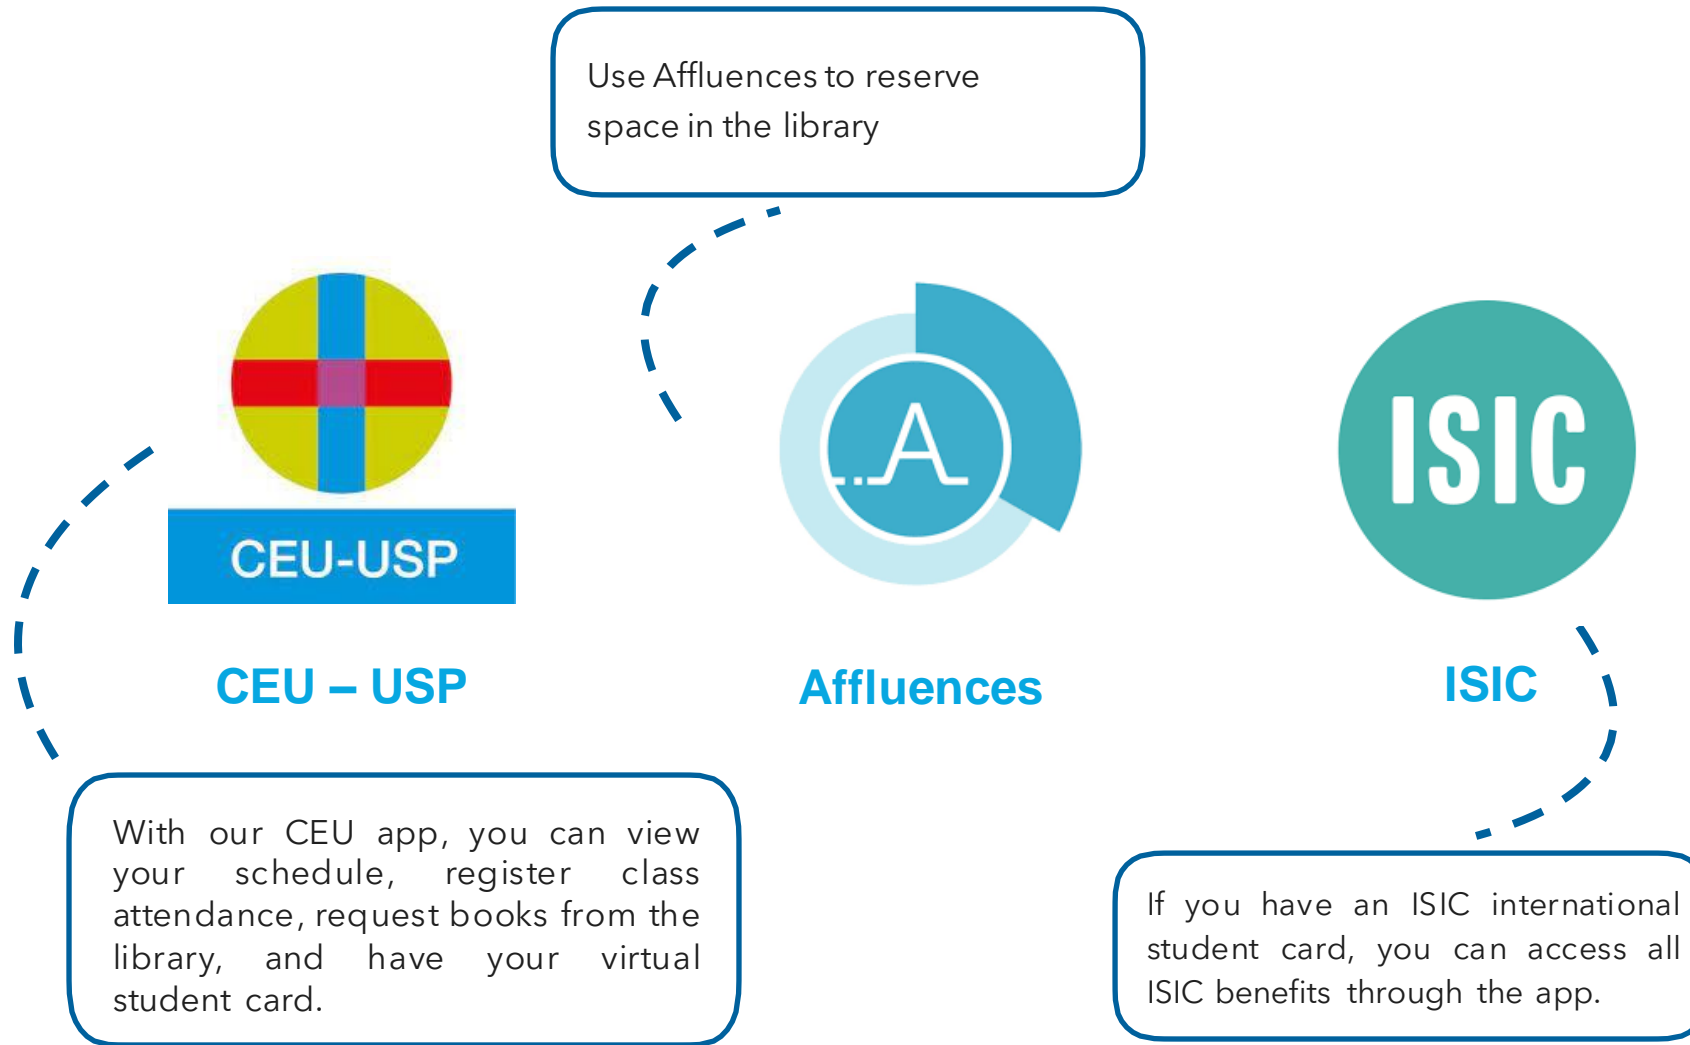 Use Affluences to reserve
space in the library
CEU-USP
A
ISIC
CEU – USP
Affluences
ISIC
With our CEU app, you can view
your schedule, register class
attendance, request books from the
library, and have your virtual
student card.
If you have an ISIC international
student card, you can access all
ISIC benefits through the app.